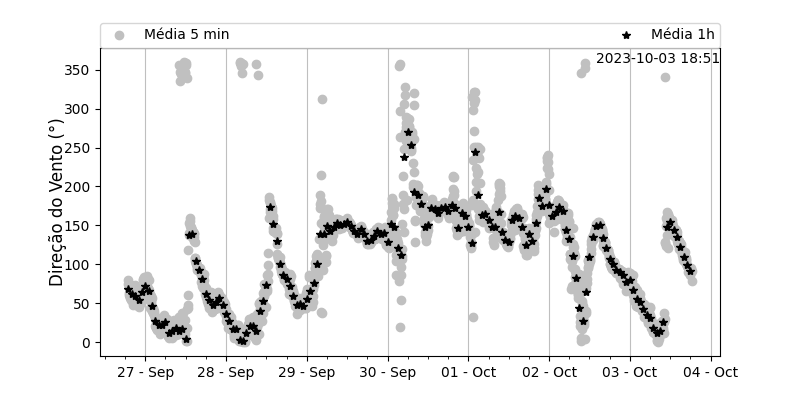 Média 5 min
Média 1h
2023-10-03 18:51
Direção do Vento (°)
350
300
250
200
150
100
50
0
27 - Sep
28 - Sep
29 - Sep
30 - Sep
01 - Oct
02 - Oct
03 - Oct
04 - Oct